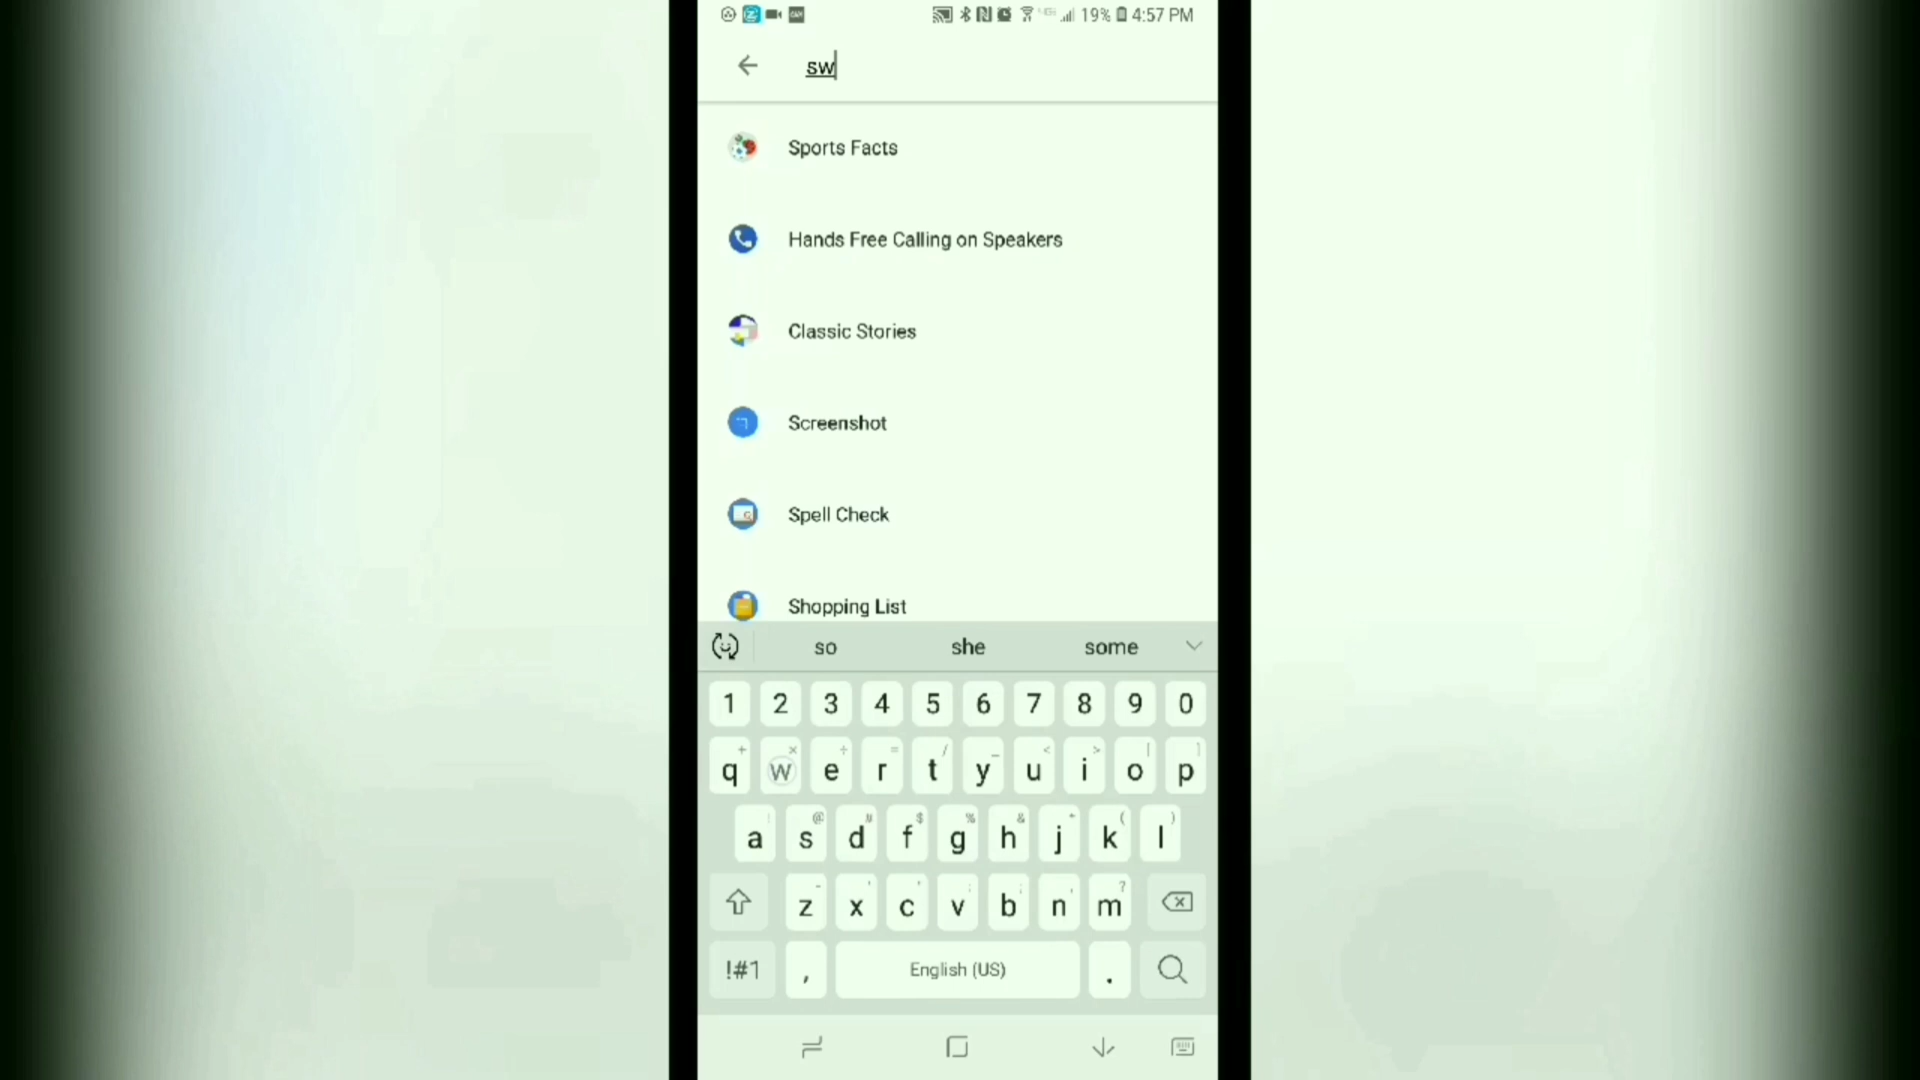 19% 4:57 PM
sw
Sports Facts
Hands Free Calling on Speakers
Classic Stories
Screenshot
Spell Check
Shopping List
so she some
1 2 3 4 5 6 7 8 9 0
q w e r t y u i o p
a s d f g h j k l
z x c v b n m
!#1 , English (US) .